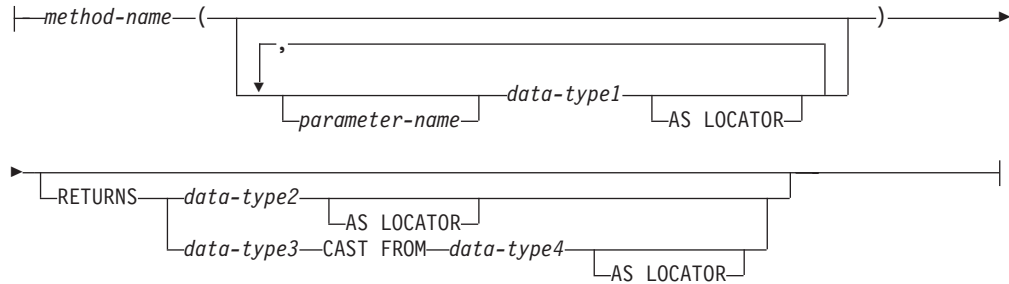 method-name ( )
,
data-type1
parameter-name AS LOCATOR
RETURNS data-type2
AS LOCATOR
data-type3 CAST FROM data-type4
AS LOCATOR